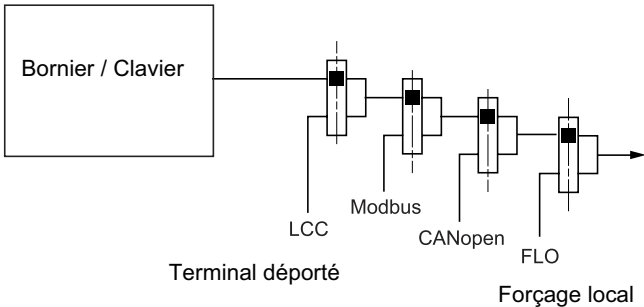 Bornier / Clavier
LCC
Modbus
CANopen
FLO
Terminal déporté
Forçage local